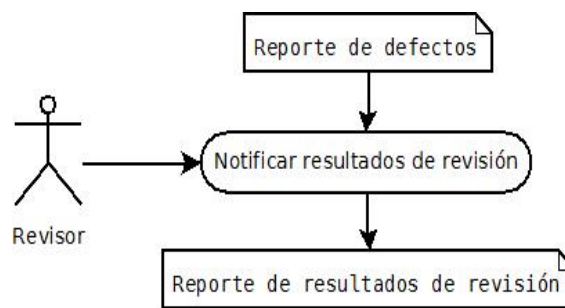 Reporte de defectos
Notificar resultados de revisión
Revisor
Reporte de resultados de revisión